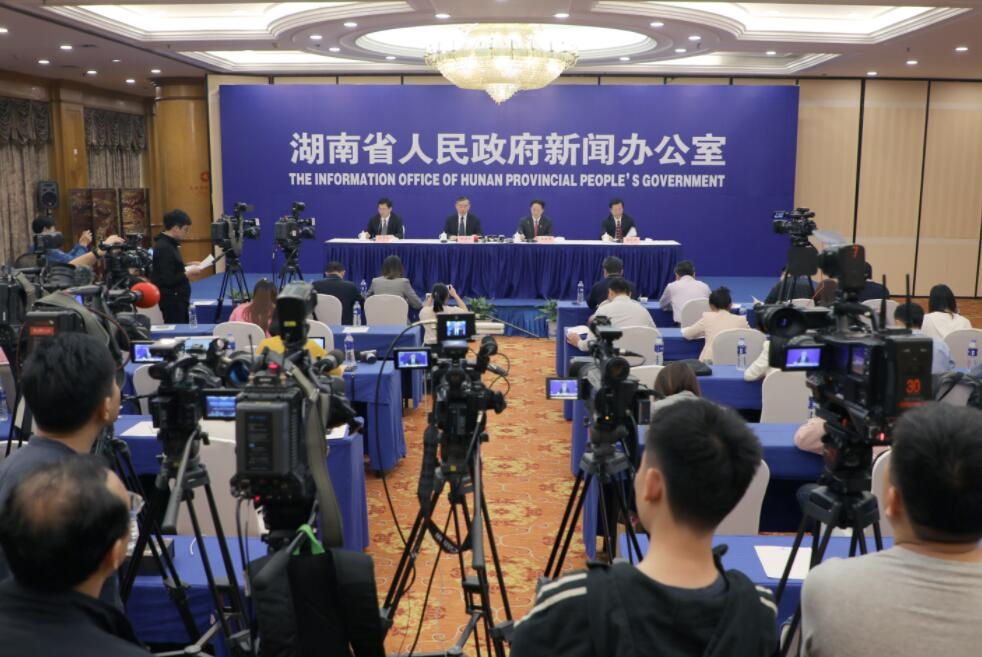 湖南省人民政府新闻办公室
THE INFORMATION OFFICE OF HUNAN PROVINCIAL PEOPLE'S GOVERNMENT
7
30